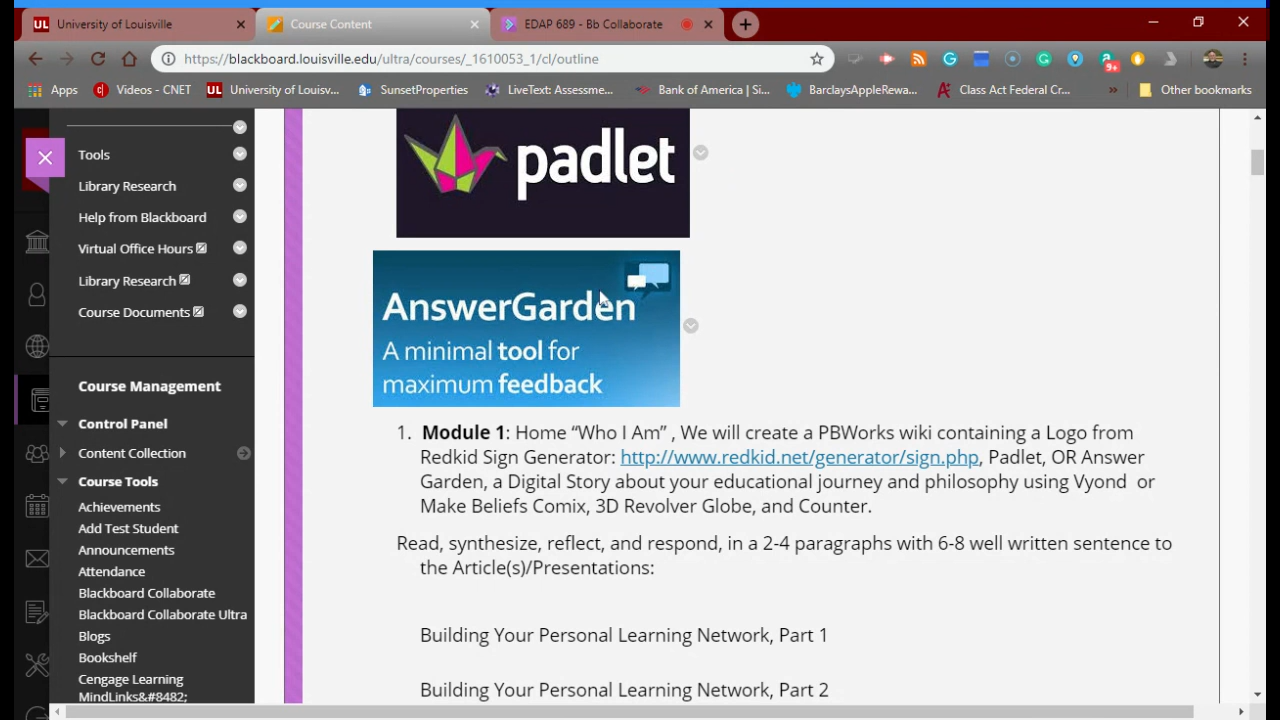 University of Louisville
Course Content
EDAP 689 - Bb Collaborate
https://blackboard.louisville.edu/ultra/courses/_1610053_1/cl/outline
9+
Apps
Videos - CNET
University of Louisv...
SunsetProperties
LiveText: Assessme...
Bank of America | Si...
BarclaysAppleRewa...
Class Act Federal Cr...
»
Other bookmarks
Tools
Library Research
Help from Blackboard
Virtual Office Hours
Library Research
Course Documents
Course Management
Control Panel
Content Collection
Course Tools
Achievements
Add Test Student
Announcements
Attendance
Blackboard Collaborate
Blackboard Collaborate Ultra
Blogs
Bookshelf
Cengage Learning
MindLinks&#8482;
padlet
AnswerGarden
A minimal tool for
maximum feedback
1. Module 1: Home “Who I Am” , We will create a PBWorks wiki containing a Logo from
Redkid Sign Generator: http://www.redkid.net/generator/sign.php, Padlet, OR Answer
Garden, a Digital Story about your educational journey and philosophy using Vyond or
Make Beliefs Comix, 3D Revolver Globe, and Counter.
Read, synthesize, reflect, and respond, in a 2-4 paragraphs with 6-8 well written sentence to
the Article(s)/Presentations:
Building Your Personal Learning Network, Part 1
Building Your Personal Learning Network, Part 2